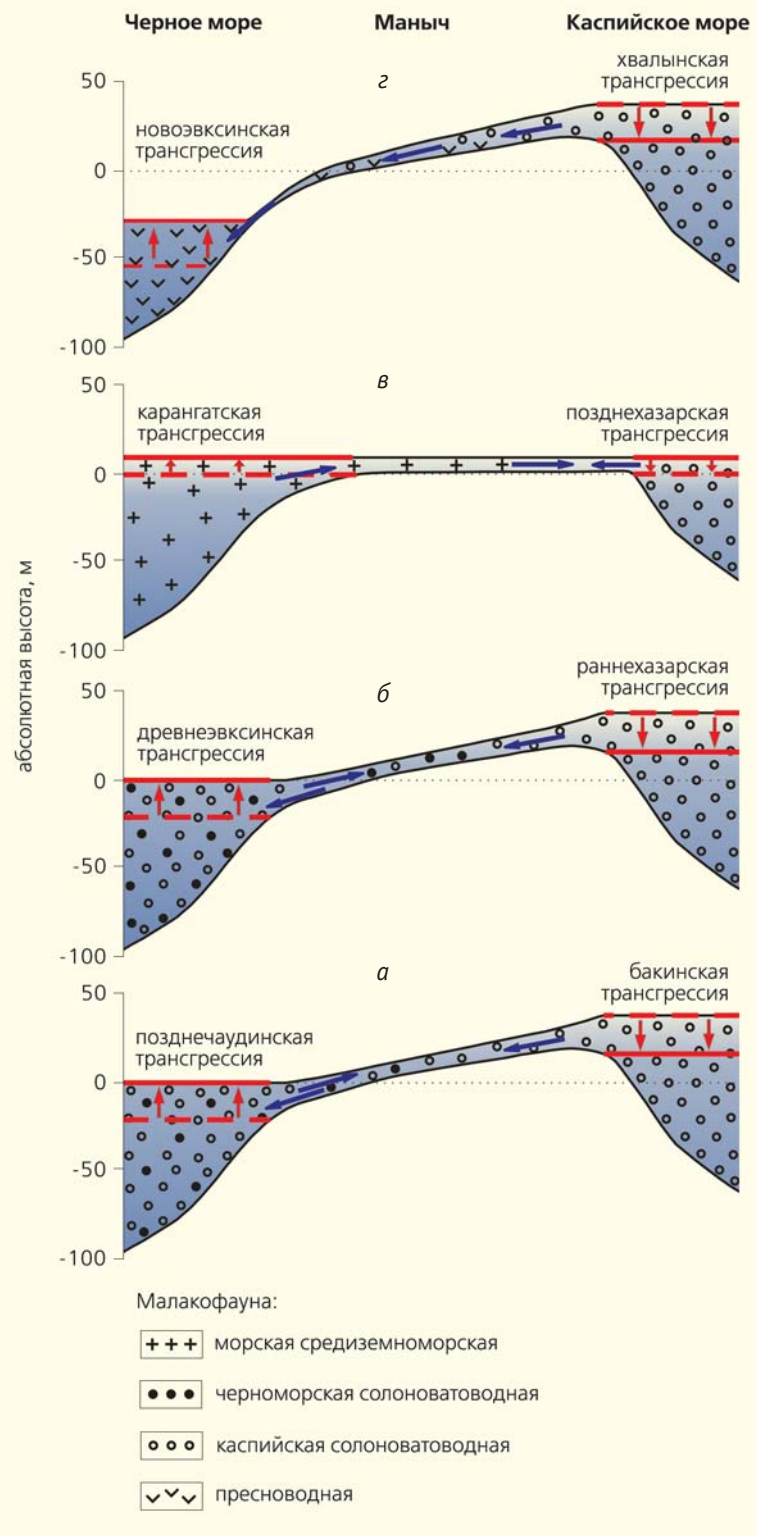 Черное море Маныч Каспийское море
г
хвалынская
трансгрессия
новоэвксинская
трансгрессия
50
0
-50
-100
в
карангатская
трансгрессия
позднехазарская
трансгрессия
50
0
-50
-100
абсолютная высота, м
б
раннехазарская
трансгрессия
древнеэвксинская
трансгрессия
50
0
-50
-100
а
бакинская
трансгрессия
позднечаудинская
трансгрессия
50
0
-50
-100
Малакофауна:
морская средиземноморская
черноморская солоноватоводная
каспийская солоноватоводная
пресноводная